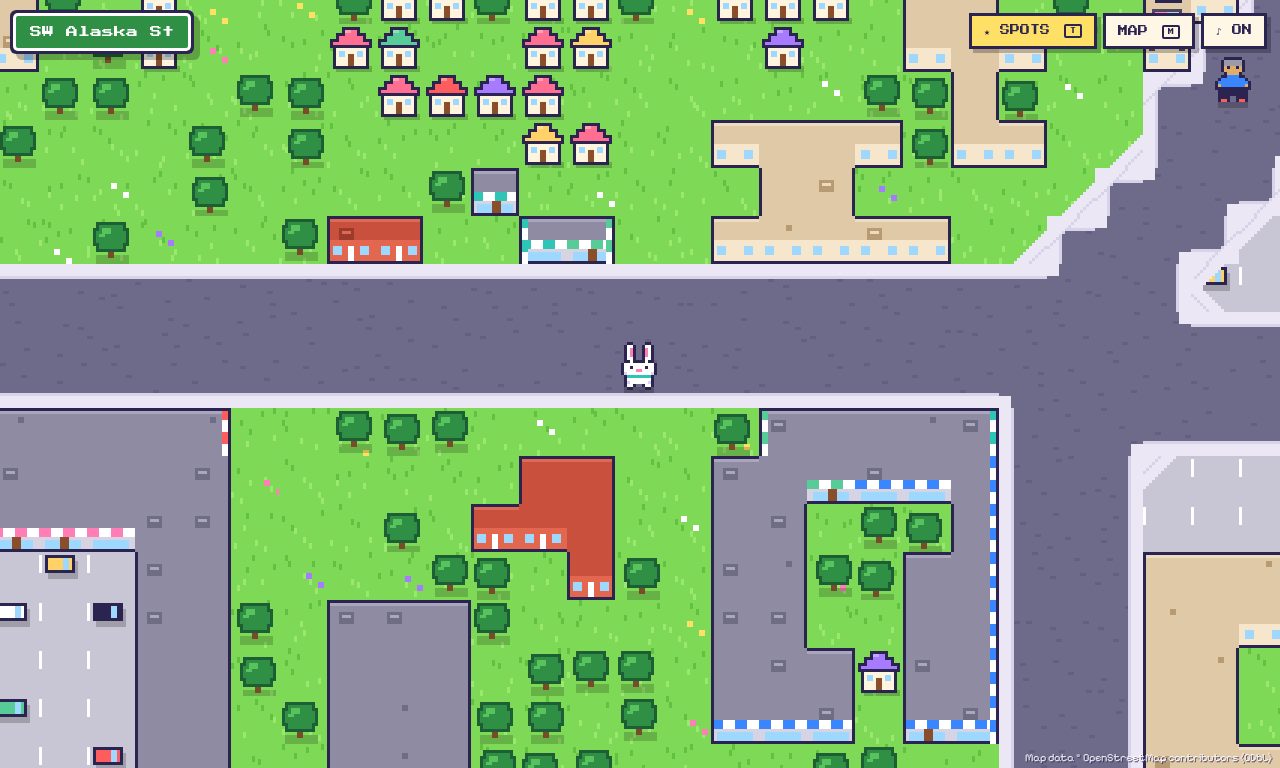 SW Alaska St
★ SPOTS T
MAP M
♪ ON
Map data © OpenStreetMap contributors (ODbL)